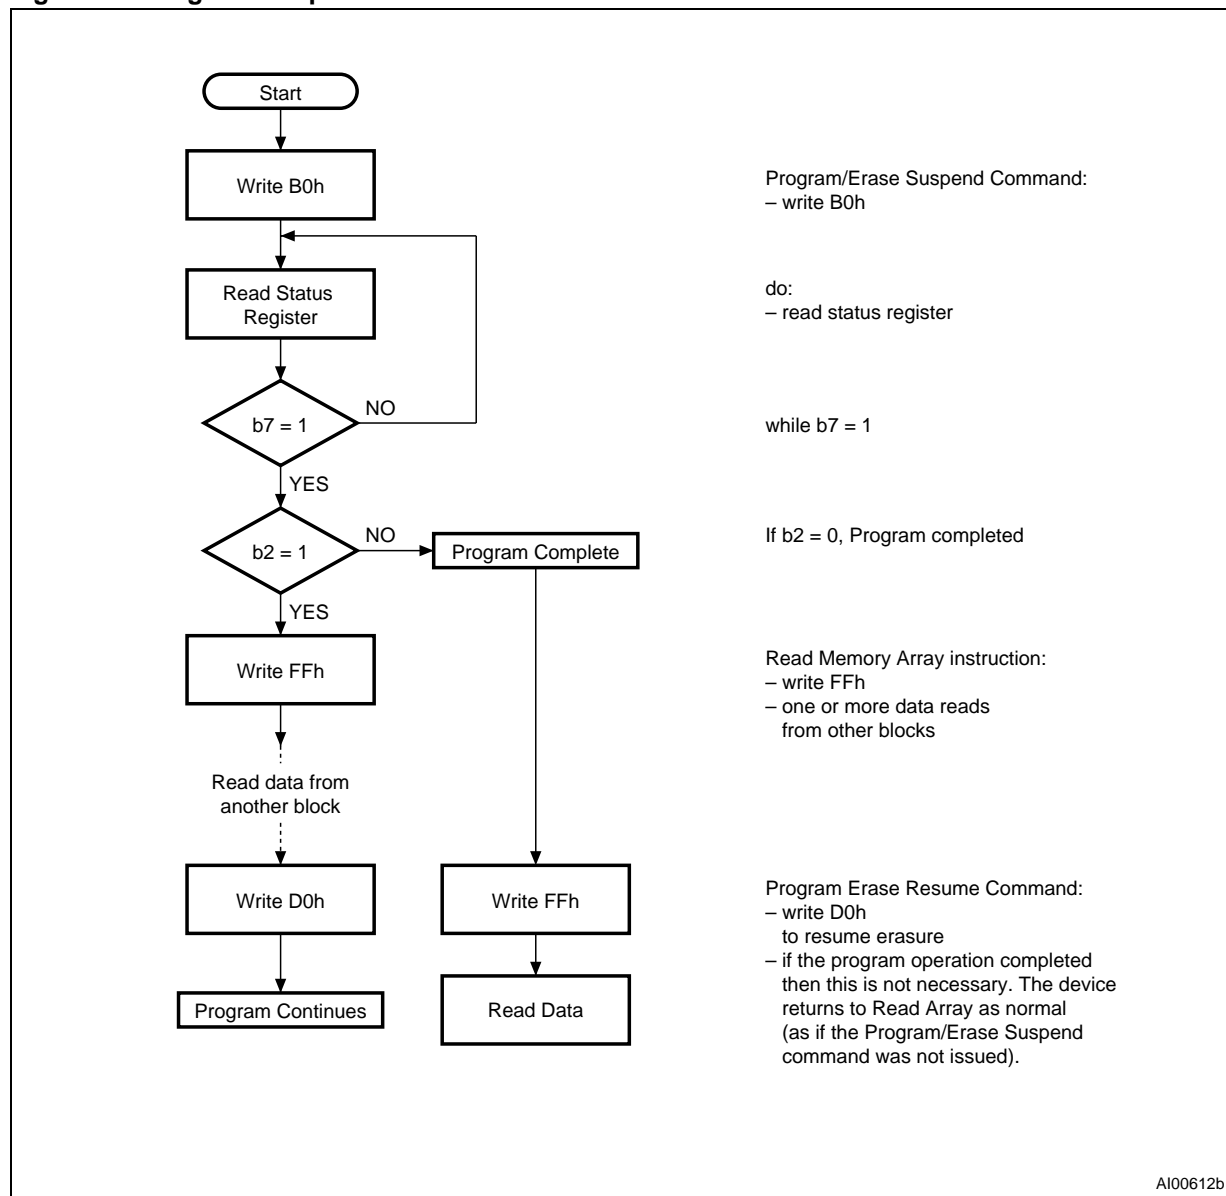 Start
Write B0h
Program/Erase Suspend Command:
– write B0h
Read Status
Register
do:
– read status register
b7 = 1
NO
while b7 = 1
YES
b2 = 1
NO
Program Complete
If b2 = 0, Program completed
YES
Write FFh
Read Memory Array instruction:
– write FFh
– one or more data reads
from other blocks
Read data from
another block
Write D0h
Write FFh
Program Erase Resume Command:
– write D0h
to resume erasure
– if the program operation completed
then this is not necessary. The device
returns to Read Array as normal
(as if the Program/Erase Suspend
command was not issued).
Program Continues
Read Data
AI00612b